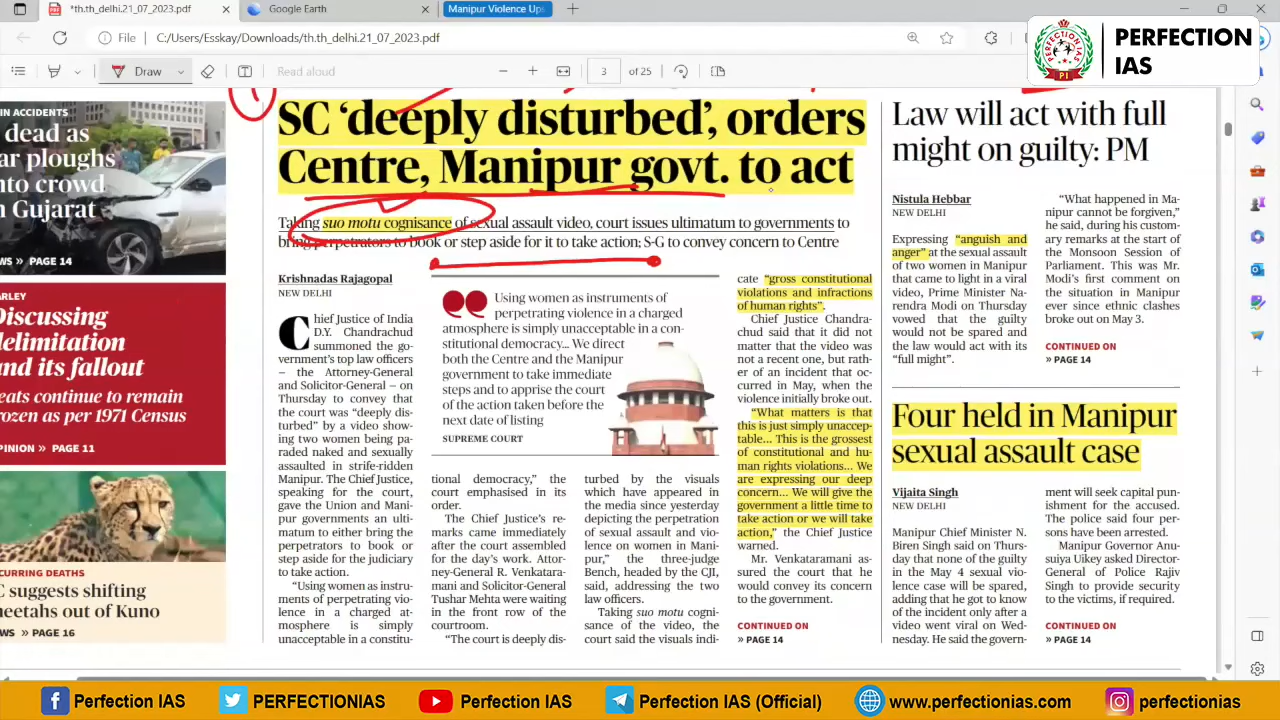 *th.th_delhi.21_07_2023.pdf
Google Earth
Manipur Violence Up
File
C:/Users/Esskay/Downloads/th.th_delhi.21_07_2023.pdf
Draw
Read aloud
3
of 25
PERFECTION
IAS
IN ACCIDENTS
dead as
ar ploughs
nto crowd
n Gujarat
WS » PAGE 14
ARLEY
Discussing
delimitation
and its fallout
eats continue to remain
rozen as per 1971 Census
PINION » PAGE 11
CURRING DEATHS
C suggests shifting
heetahs out of Kuno
WS » PAGE 16
SC ‘deeply disturbed’, orders
Centre, Manipur govt. to act
Taking suo motu cognisance of sexual assault video, court issues ultimatum to governments to
bring perpetrators to book or step aside for it to take action; S-G to convey concern to Centre
Krishnadas Rajagopal
NEW DELHI
Chief Justice of India
D.Y. Chandrachud
summoned the go-
vernment’s top law officers
– the Attorney-General
and Solicitor-General – on
Thursday to convey that
the court was “deeply dis-
turbed” by a video show-
ing two women being pa-
raded naked and sexually
assaulted in strife-ridden
Manipur. The Chief Justice,
speaking for the court,
gave the Union and Mani-
pur governments an ulti-
matum to either bring the
perpetrators to book or
step aside for the judiciary
to take action.
“Using women as instru-
ments of perpetrating vio-
lence in a charged at-
mosphere is simply
unacceptable in a constitu-
Using women as instruments of
perpetrating violence in a charged
atmosphere is simply unacceptable in a con-
stitutional democracy... We direct
both the Centre and the Manipur
government to take immediate
steps and to apprise the court
of the action taken before the
next date of listing
SUPREME COURT
tional democracy,” the
court emphasised in its
order.
The Chief Justice’s re-
marks came immediately
after the court assembled
for the day’s work. Attor-
ney-General R. Venkatara-
mani and Solicitor-General
Tushar Mehta were waiting
in the front row of the
courtroom.
“The court is deeply dis-
turbed by the visuals
which have appeared in
the media since yesterday
depicting the perpetration
of sexual assault and vio-
lence on women in Mani-
pur,” the three-judge
Bench, headed by the CJI,
said, addressing the two
law officers.
Taking suo motu cogni-
sance of the video, the
court said the visuals indi-
cate “gross constitutional
violations and infractions
of human rights”.
Chief Justice Chandra-
chud said that it did not
matter that the video was
not a recent one, but rath-
er of an incident that oc-
curred in May, when the
violence initially broke out.
“What matters is that
this is just simply unaccep-
table... This is the grossest
of constitutional and hu-
man rights violations... We
are expressing our deep
concern... We will give the
government a little time to
take action or we will take
action,” the Chief Justice
warned.
Mr. Venkataramani as-
sured the court that he
would convey its concern
to the government.
CONTINUED ON
» PAGE 14
Law will act with full
might on guilty: PM
Nistula Hebbar
NEW DELHI
Expressing “anguish and
anger” at the sexual assault
of two women in Manipur
that came to light in a viral
video, Prime Minister Na-
rendra Modi on Thursday
vowed that the guilty
would not be spared and
the law would act with its
“full might”.
“What happened in Ma-
nipur cannot be forgiven,”
he said, during his custom-
ary remarks at the start of
the Monsoon Session of
Parliament. This was Mr.
Modi’s first comment on
the situation in Manipur
ever since ethnic clashes
broke out on May 3.
CONTINUED ON
» PAGE 14
Four held in Manipur
sexual assault case
Vijaita Singh
NEW DELHI
Manipur Chief Minister N.
Biren Singh said on Thurs-
day that none of the guilty
in the May 4 sexual vio-
lence case will be spared,
adding that he got to know
of the incident only after a
video went viral on Wed-
nesday. He said the govern-
ment will seek capital pun-
ishment for the accused.
The police said four per-
sons have been arrested.
Manipur Governor Anu-
suiya Uikey asked Director-
General of Police Rajiv
Singh to provide security
to the victims, if required.
CONTINUED ON
» PAGE 14
Perfection IAS
PERFECTIONIAS
Perfection IAS
Perfection IAS (Official)
www.perfectionias.com
perfectionias